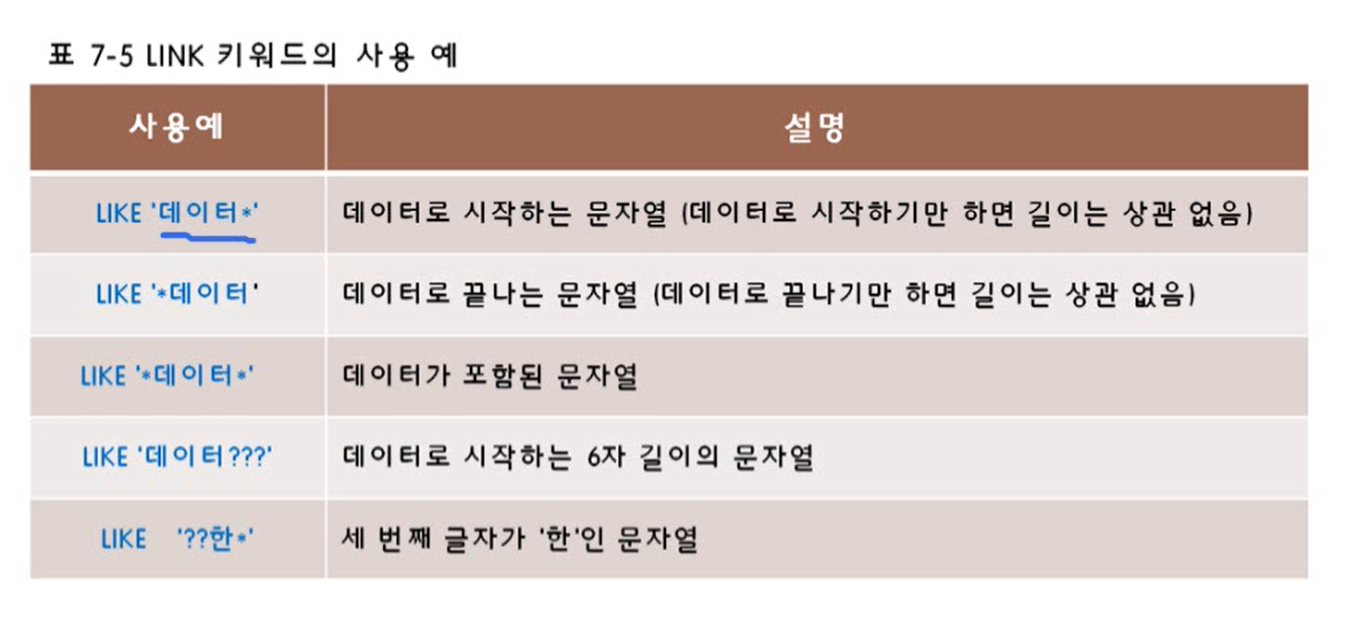 표 7-5 LINK 키워드의 사용 예
사용예 설명
LIKE '데이터*' 데이터로 시작하는 문자열 (데이터로 시작하기만 하면 길이는 상관 없음)
LIKE '*데이터' 데이터로 끝나는 문자열 (데이터로 끝나기만 하면 길이는 상관 없음)
LIKE '*데이터*' 데이터가 포함된 문자열
LIKE '데이터???' 데이터로 시작하는 6자 길이의 문자열
LIKE '??한*' 세 번째 글자가 '한'인 문자열